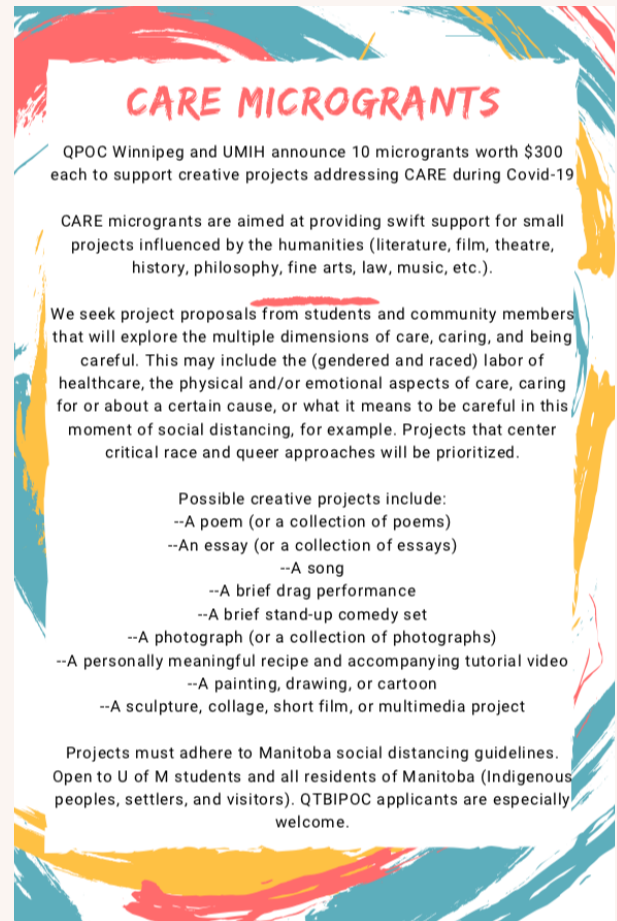 CARE MICROGRANTS
QPOC Winnipeg and UMIH announce 10 microgrants worth $300
each to support creative projects addressing CARE during Covid-19
CARE microgrants are aimed at providing swift support for small
projects influenced by the humanities (literature, film, theatre,
history, philosophy, fine arts, law, music, etc.).
We seek project proposals from students and community members
that will explore the multiple dimensions of care, caring, and being
careful. This may include the (gendered and raced) labor of
healthcare, the physical and/or emotional aspects of care, caring
for or about a certain cause, or what it means to be careful in this
moment of social distancing, for example. Projects that center
critical race and queer approaches will be prioritized.
Possible creative projects include:
--A poem (or a collection of poems)
--An essay (or a collection of essays)
--A song
--A brief drag performance
--A brief stand-up comedy set
--A photograph (or a collection of photographs)
--A personally meaningful recipe and accompanying tutorial video
--A painting, drawing, or cartoon
--A sculpture, collage, short film, or multimedia project
Projects must adhere to Manitoba social distancing guidelines.
Open to U of M students and all residents of Manitoba (Indigenous
peoples, settlers, and visitors). QTBIPOC applicants are especially
welcome.